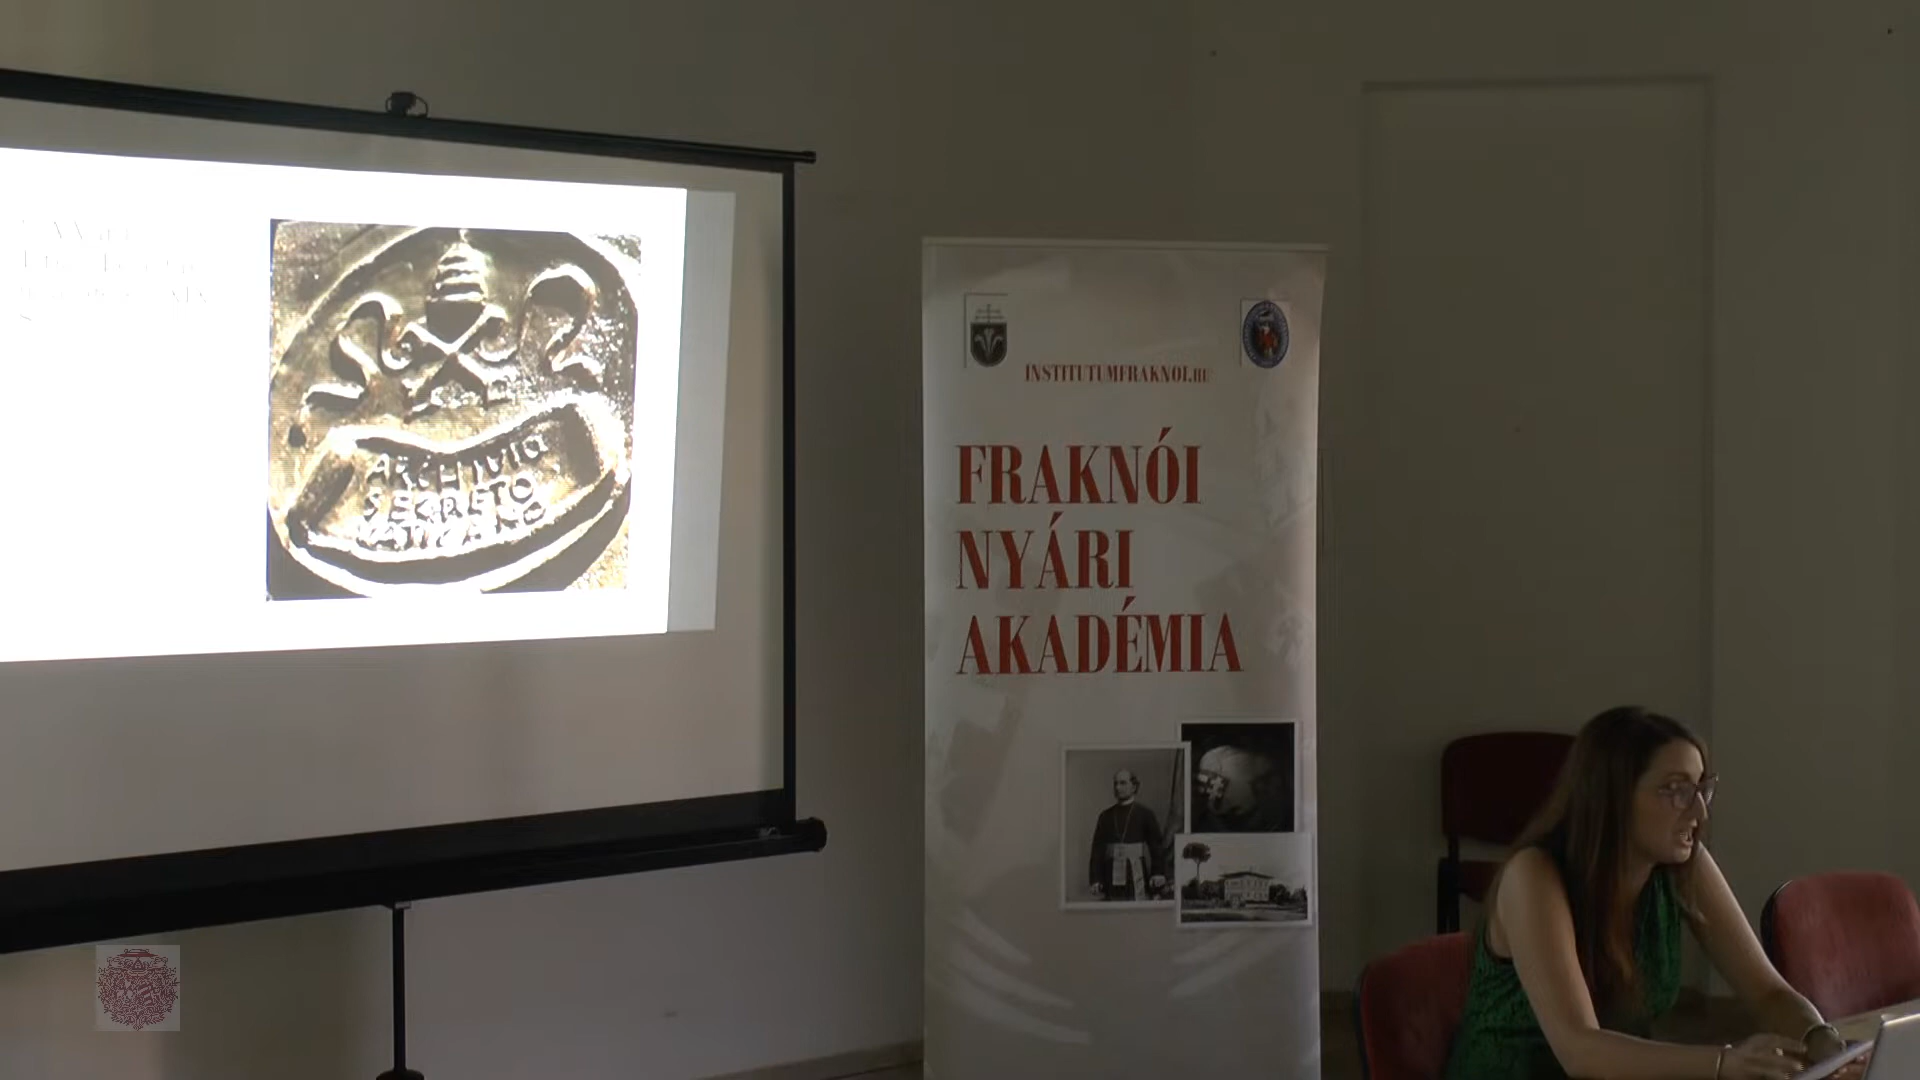 ARCHIVIO
SEGRETO
VATICANO
INSTITUTUMFRAKNOI.HU
FRAKNÓI
NYÁRI
AKADÉMIA